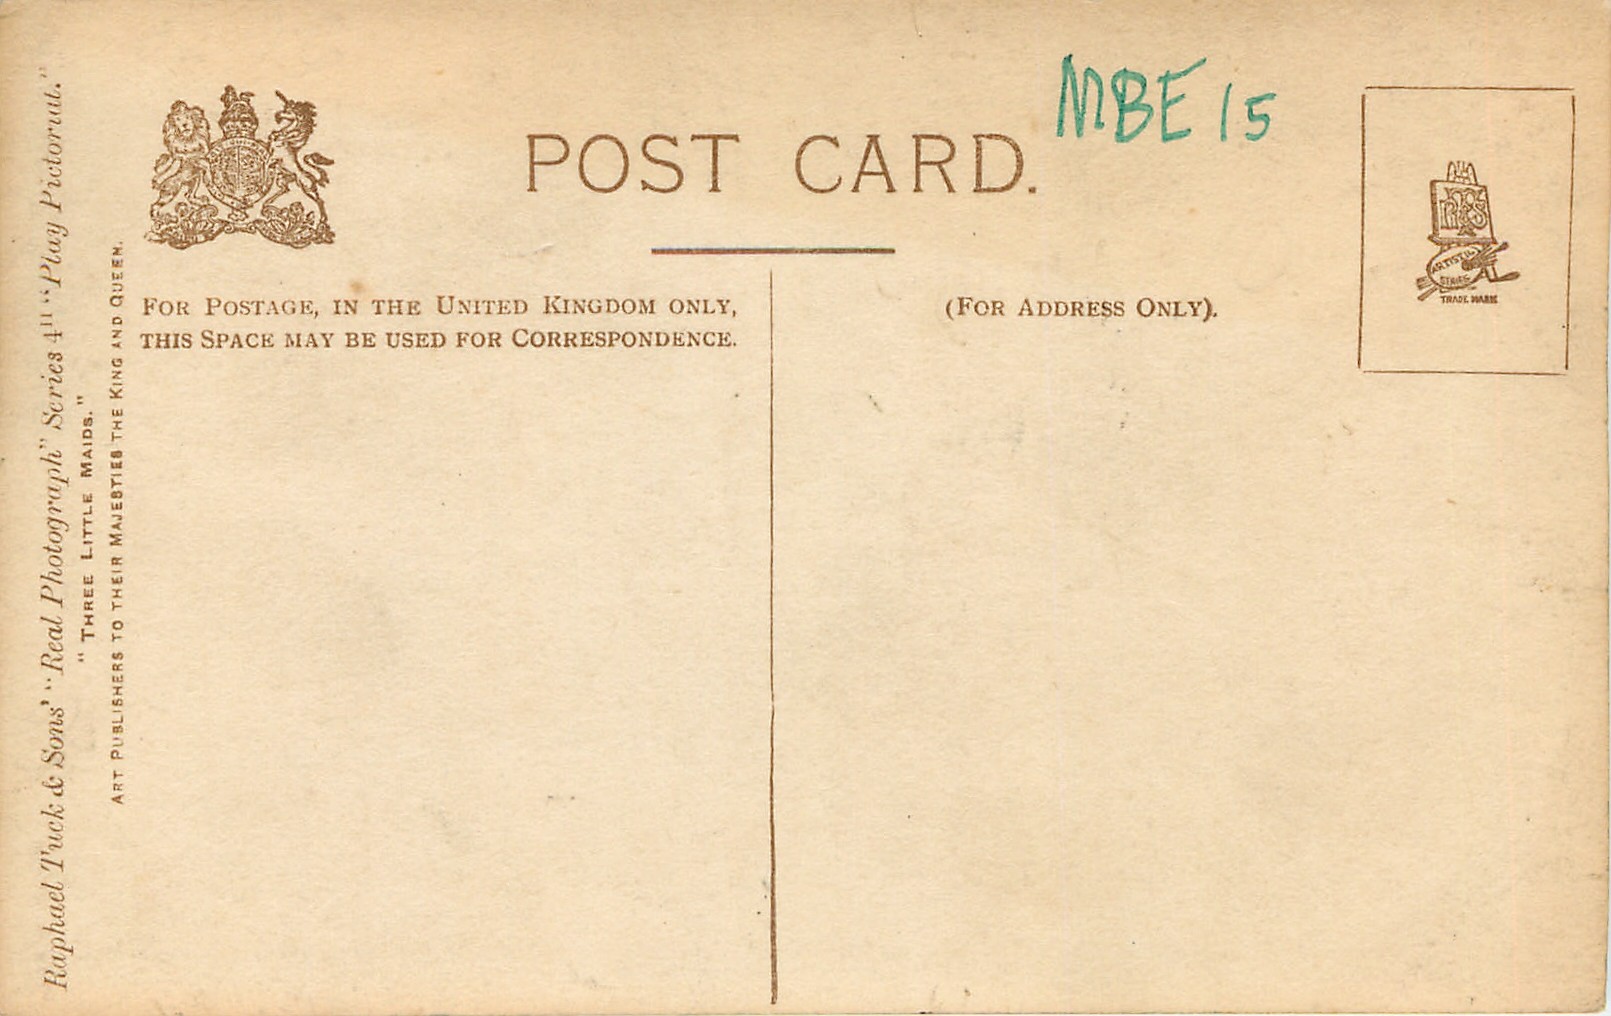 Raphael Tuck & Sons' "Real Photograph" Series 4" "Play Pictorial."
"THREE LITTLE MAIDS."
ART PUBLISHERS TO THEIR MAJESTIES THE KING AND QUEEN.
POST CARD.
MBE 15
FOR POSTAGE, IN THE UNITED KINGDOM ONLY,
THIS SPACE MAY BE USED FOR CORRESPONDENCE.
(FOR ADDRESS ONLY).
ARTISTIC
SERIES
TRADE MARK